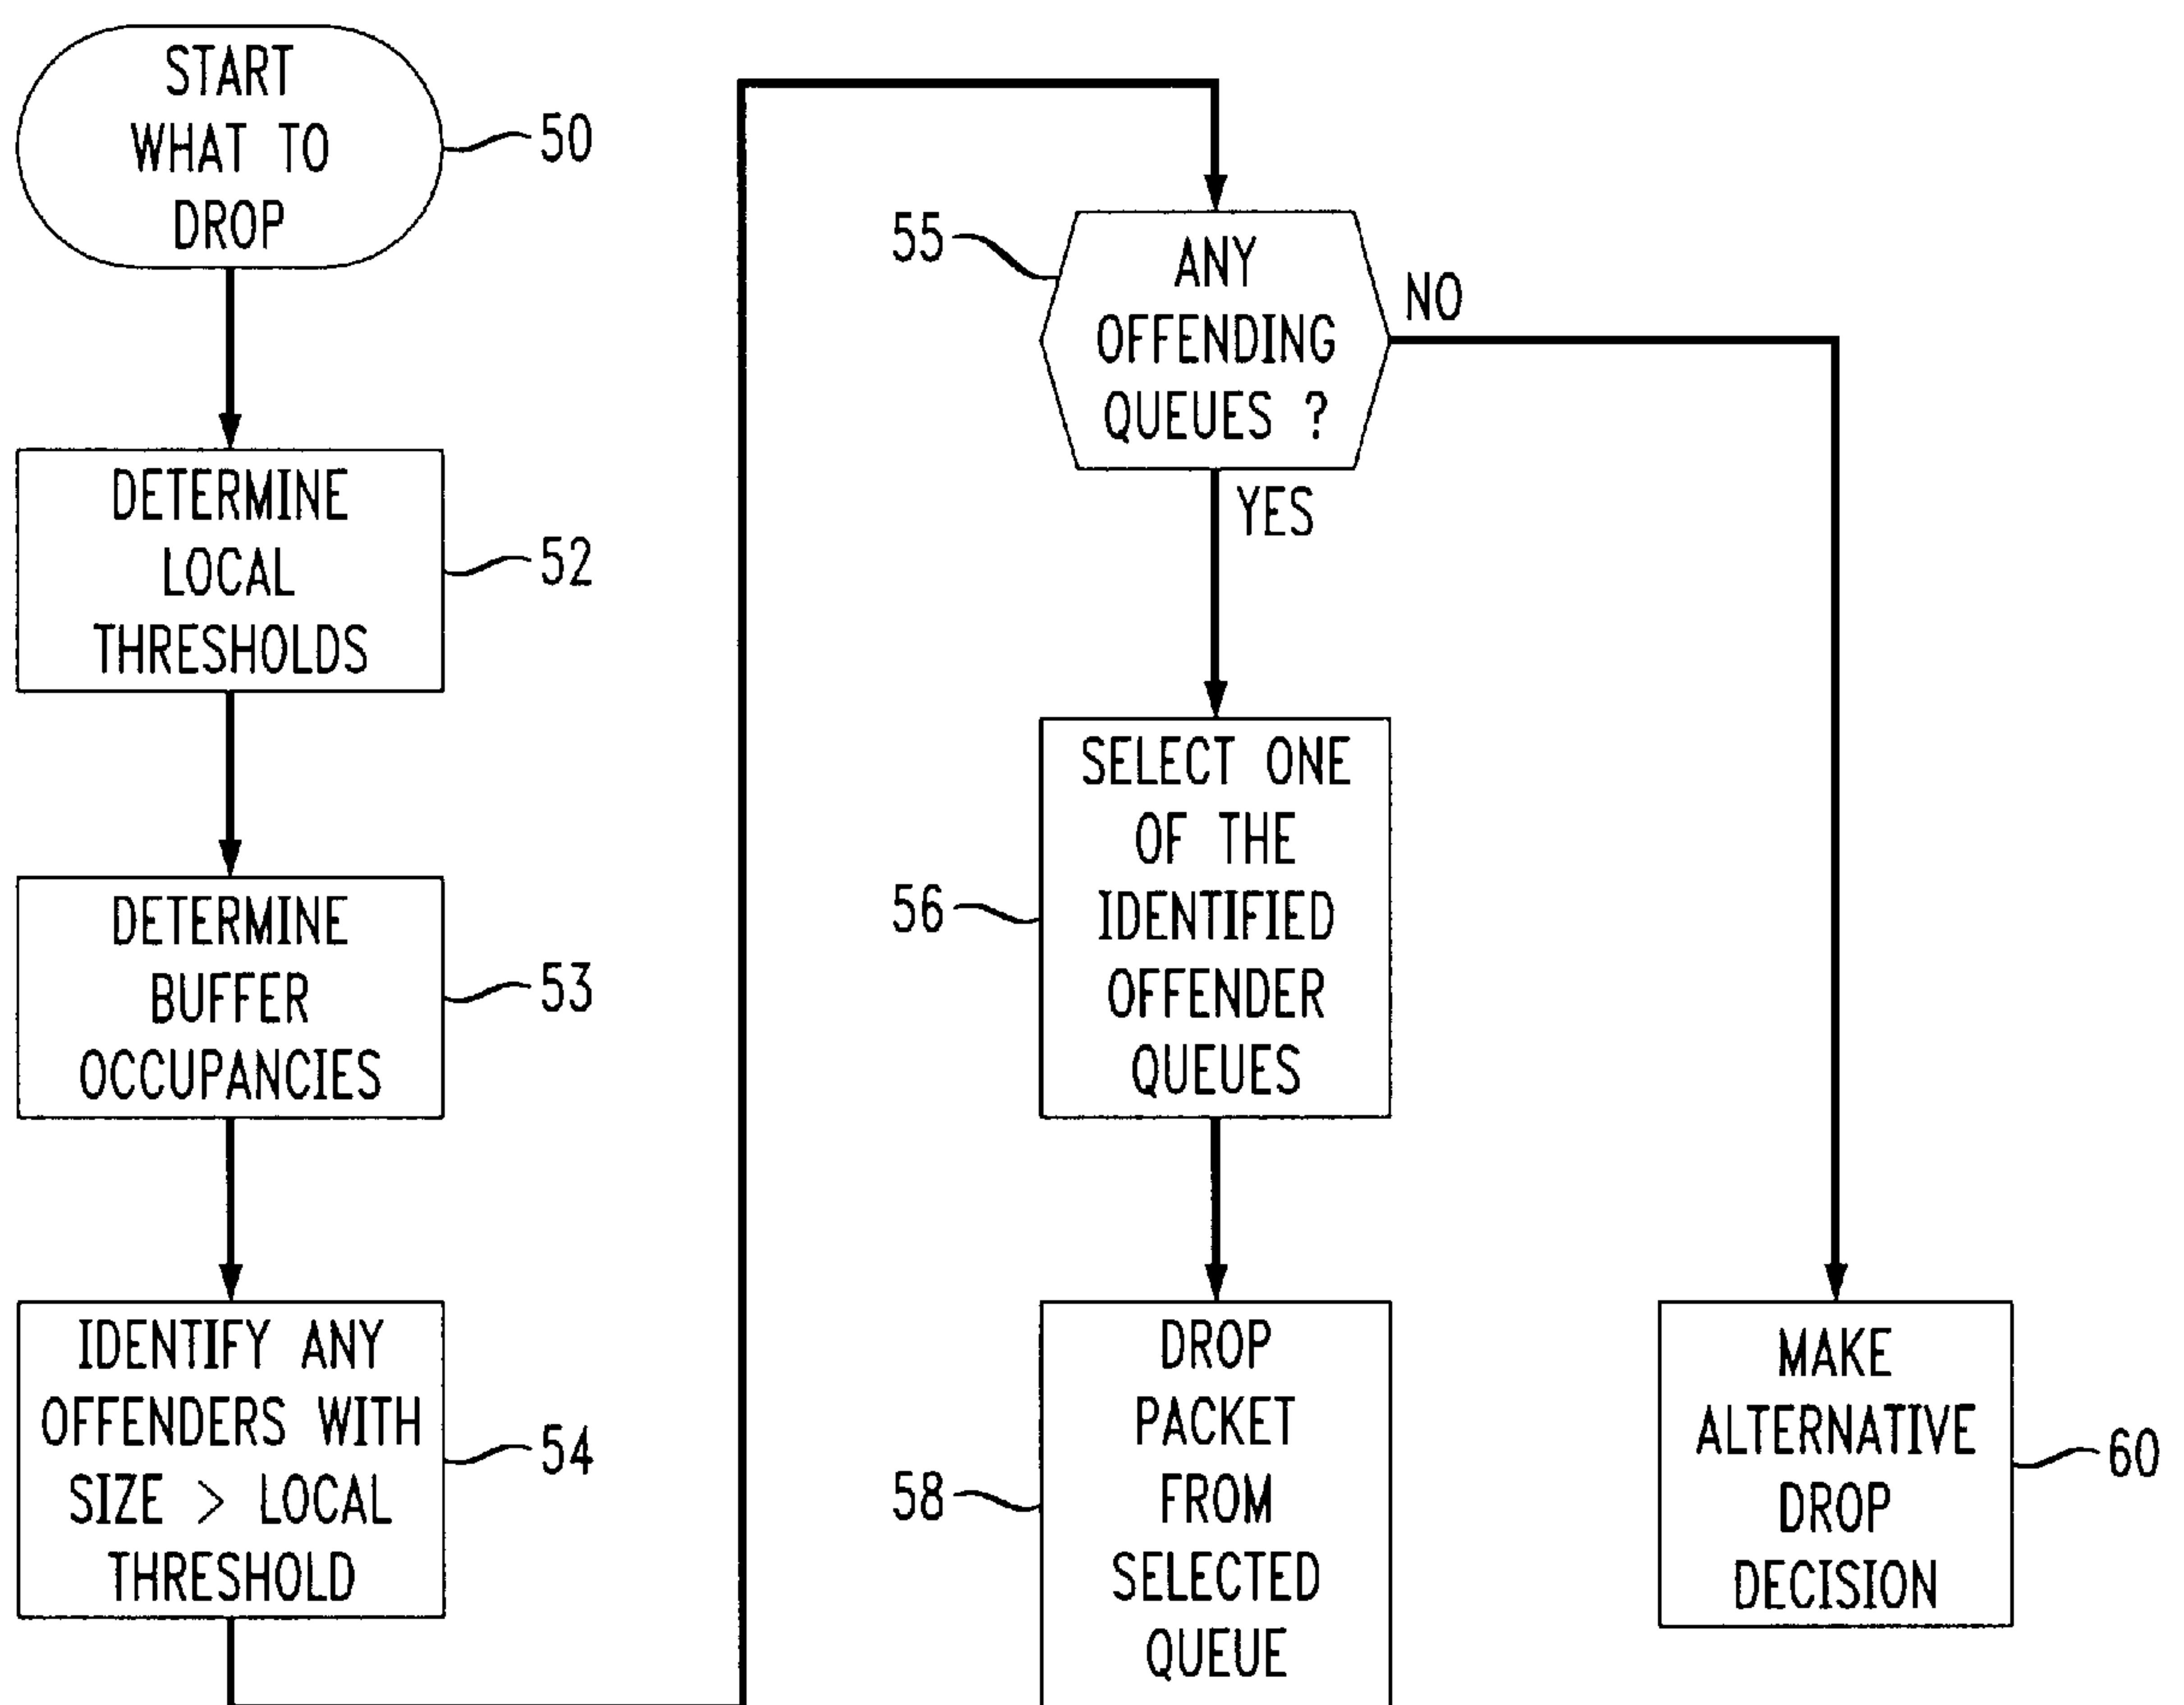 START
WHAT TO
DROP
50
DETERMINE
LOCAL
THRESHOLDS
52
DETERMINE
BUFFER
OCCUPANCIES
53
IDENTIFY ANY
OFFENDERS WITH
SIZE > LOCAL
THRESHOLD
54
55
ANY
OFFENDING
QUEUES ?
NO
YES
SELECT ONE
OF THE
IDENTIFIED
OFFENDER
QUEUES
56
DROP
PACKET
FROM
SELECTED
QUEUE
58
MAKE
ALTERNATIVE
DROP
DECISION
60